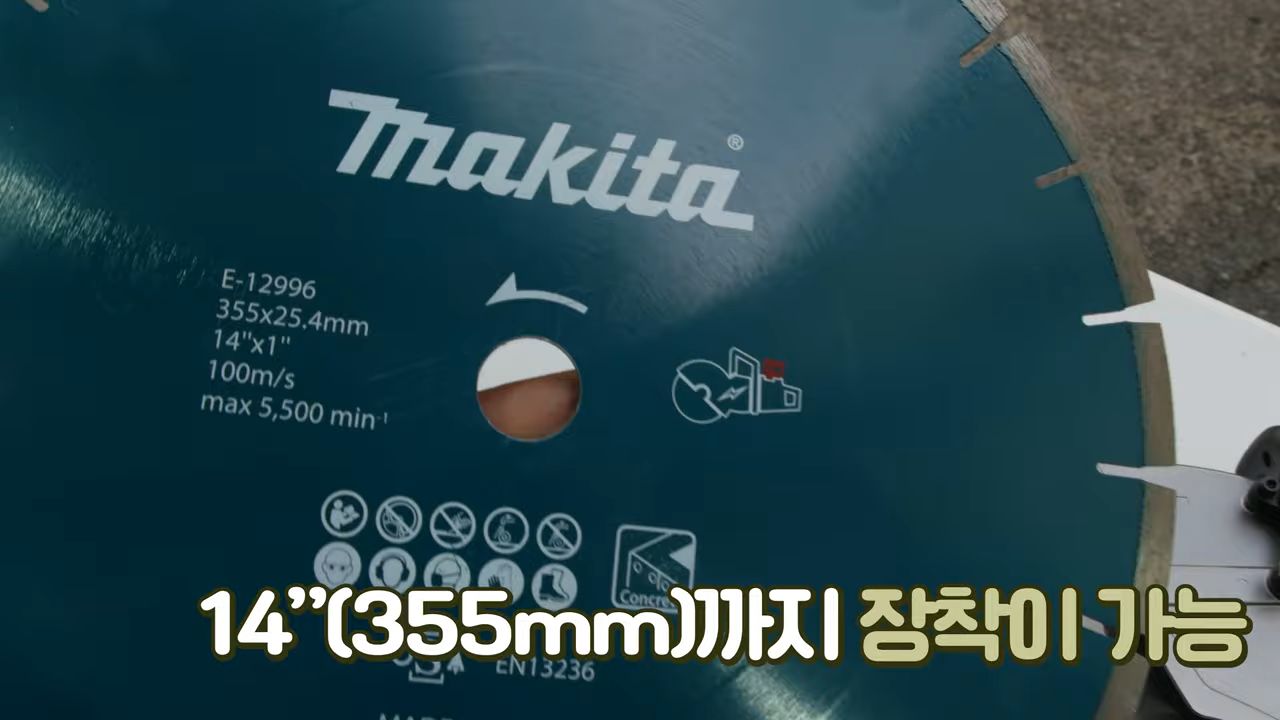 makita®
E-12996
355x25.4mm
14"x1"
100m/s
max 5,500 min⁻¹
14”(355mm)까지 장착이 가능
EN13236